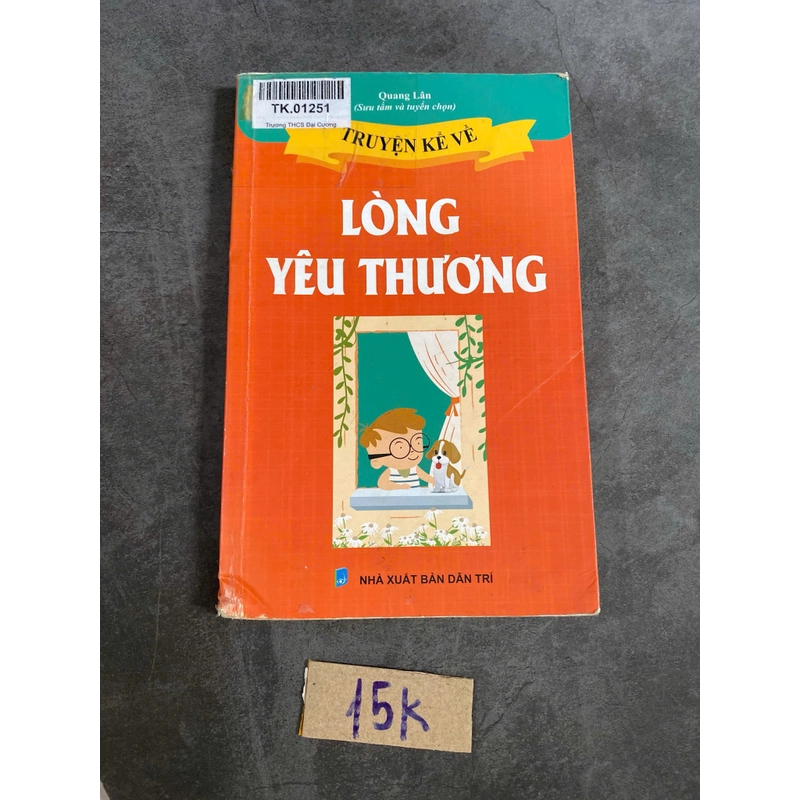 TK.01251
Trường THCS Đại Cương
Quang Lân
(Sưu tầm và tuyển chọn)
TRUYỆN KỂ VỀ
LÒNG
YÊU THƯƠNG
NHÀ XUẤT BẢN DÂN TRÍ
15K